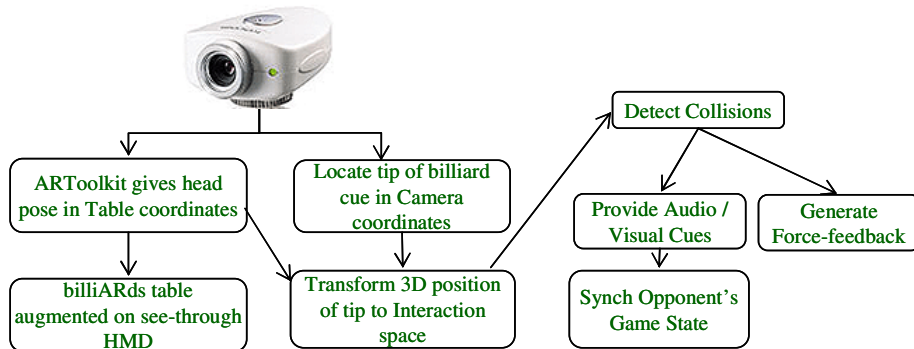 ARToolkit gives head
pose in Table coordinates
Locate tip of billiard
cue in Camera
coordinates
Detect Collisions
billiARds table
augmented on see-through
HMD
Transform 3D position
of tip to Interaction
space
Provide Audio /
Visual Cues
Generate
Force-feedback
Synch Opponent's
Game State